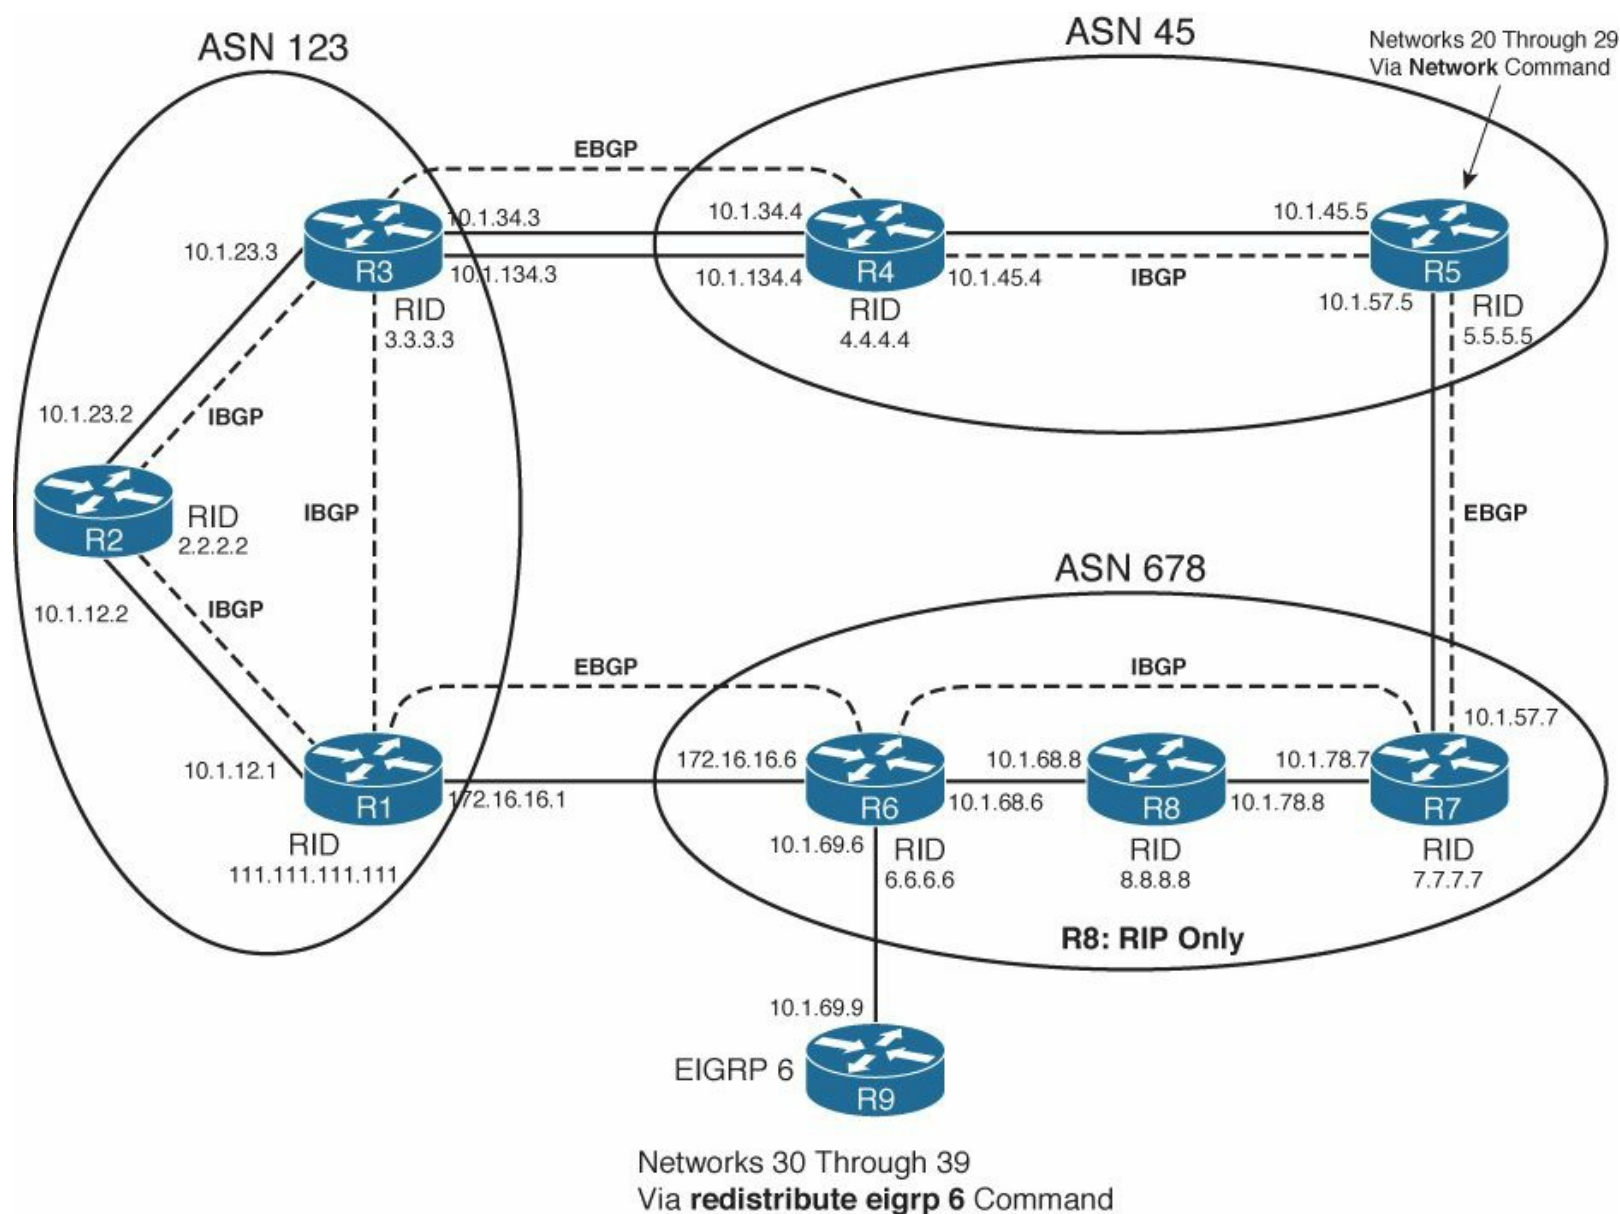 ASN 123
ASN 45
Networks 20 Through 29
Via Network Command
EBGP
10.1.34.3
10.1.34.4
10.1.45.5
10.1.23.3
R3
R4
R5
10.1.134.3
10.1.134.4
10.1.45.4
IBGP
10.1.57.5
RID
3.3.3.3
RID
4.4.4.4
RID
5.5.5.5
10.1.23.2
IBGP
R2
RID
2.2.2.2
IBGP
EBGP
10.1.12.2
IBGP
ASN 678
EBGP
IBGP
10.1.57.7
10.1.12.1
172.16.16.6
10.1.68.8
10.1.78.7
R1
172.16.16.1
R6
10.1.68.6
R8
10.1.78.8
R7
RID
111.111.111.111
10.1.69.6
RID
6.6.6.6
RID
8.8.8.8
RID
7.7.7.7
R8: RIP Only
10.1.69.9
EIGRP 6
R9
Networks 30 Through 39
Via redistribute eigrp 6 Command